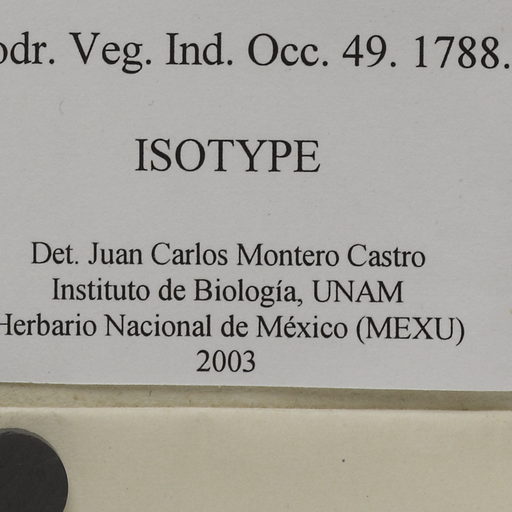 odr. Veg. Ind. Occ. 49. 1788.
ISOTYPE
Det. Juan Carlos Montero Castro
Instituto de Biología, UNAM
Herbario Nacional de México (MEXU)
2003